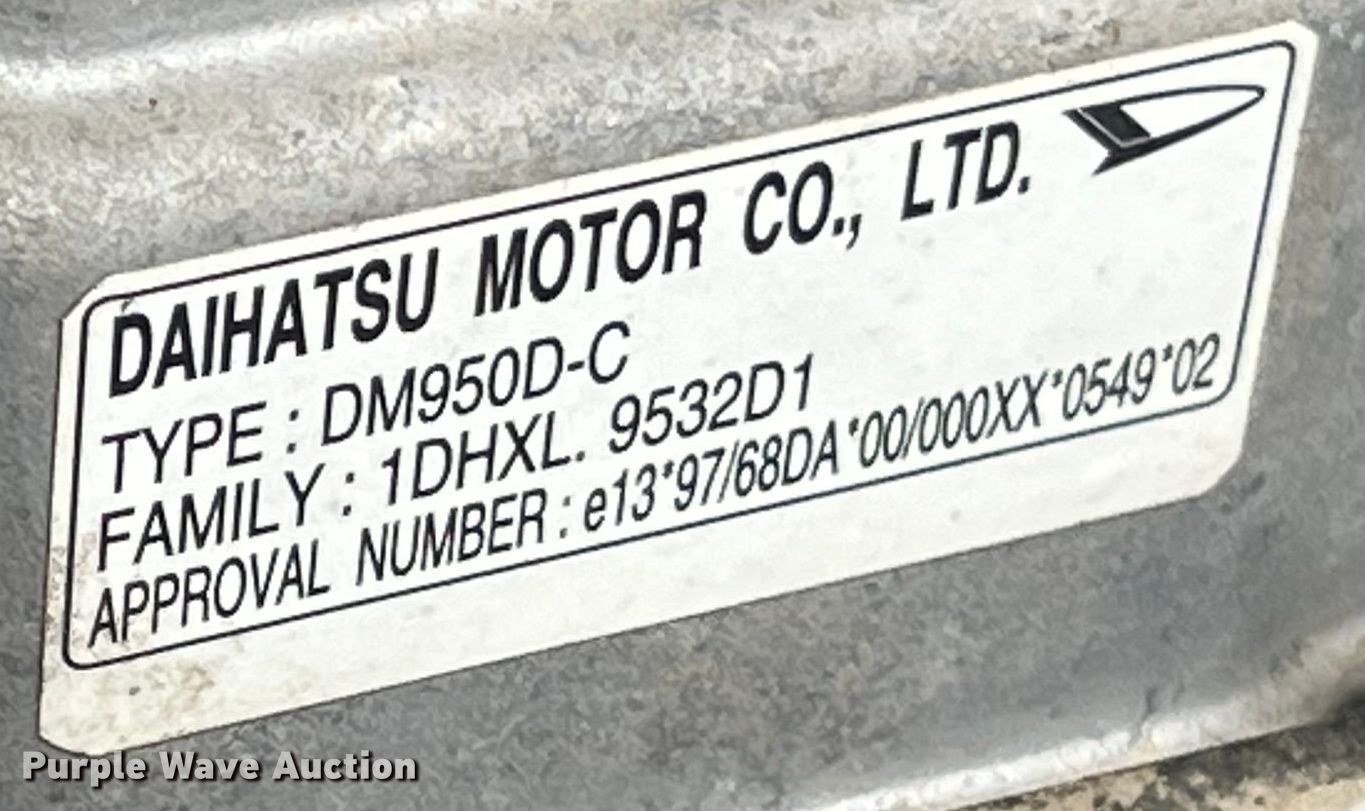 DAIHATSU MOTOR CO., LTD.
TYPE : DM950D-C
FAMILY : 1DHXL. 9532D1
APPROVAL NUMBER : e13*97/68DA*00/000XX*0549*02
Purple Wave Auction